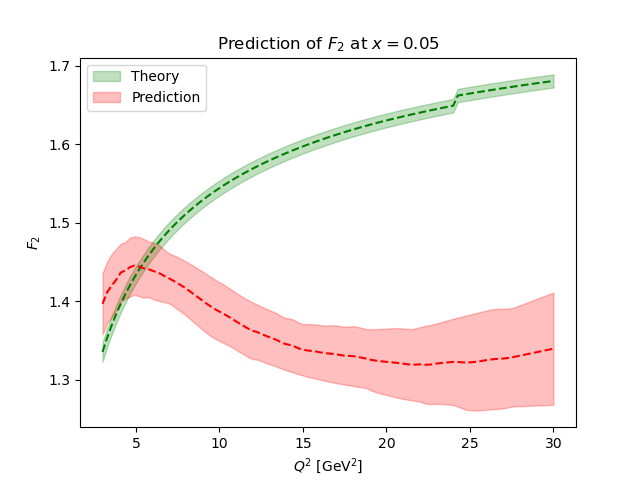 Prediction of F₂ at x = 0.05
Theory
Prediction
1.7
1.6
1.5
1.4
1.3
F₂
5 10 15 20 25 30
Q² [GeV²]